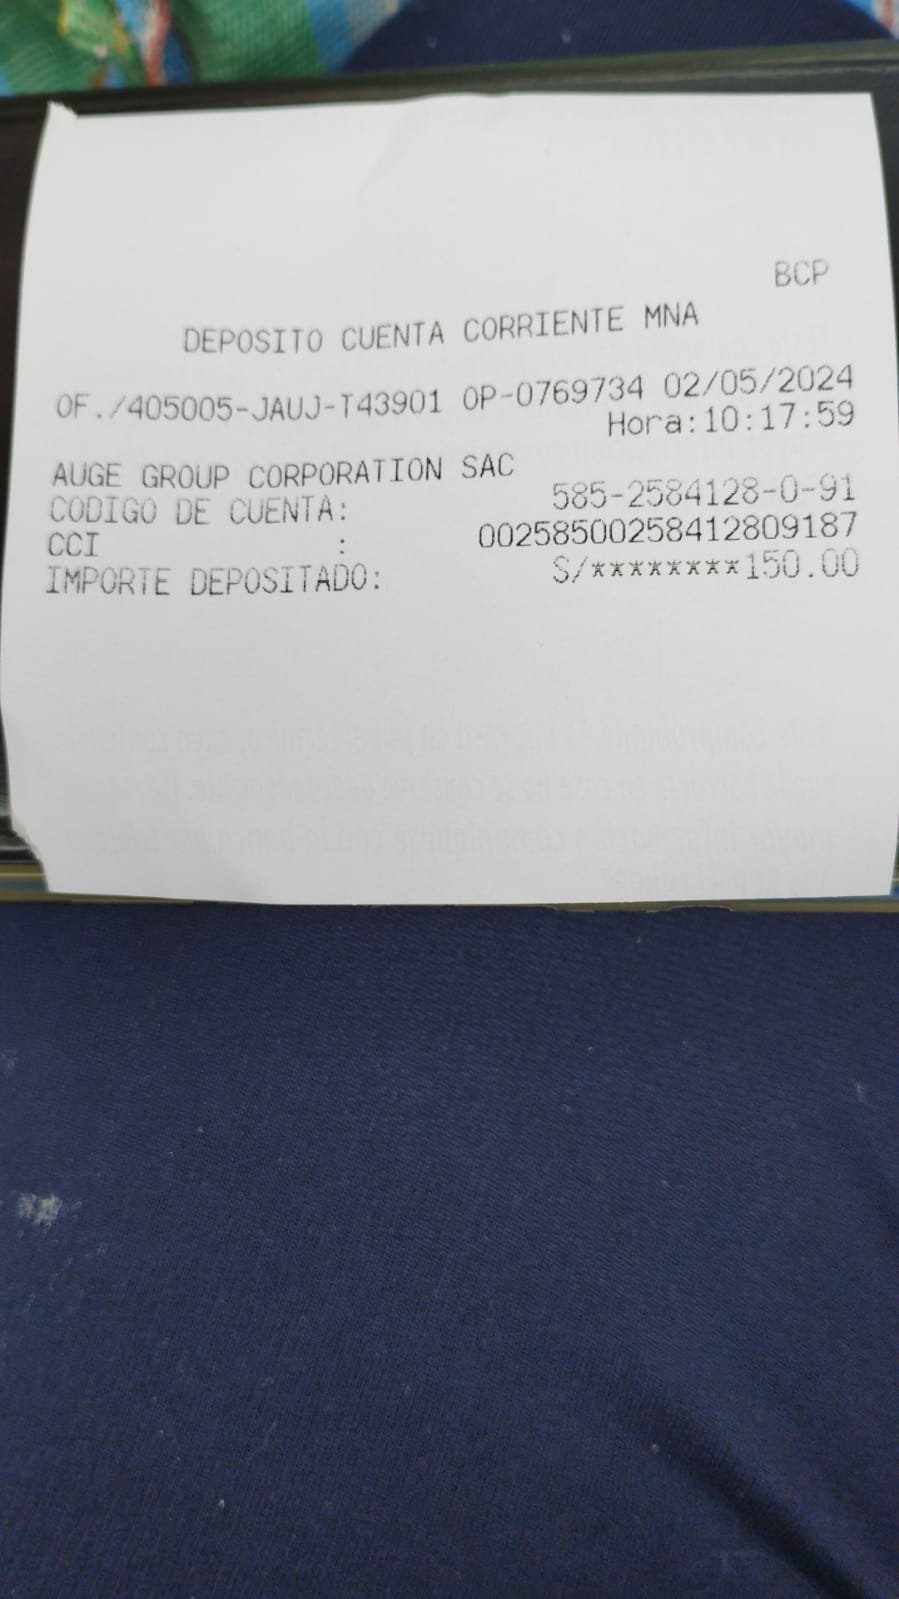 BCP
DEPOSITO CUENTA CORRIENTE MNA
OF./405005-JAUJ-T43901 OP-0769734 02/05/2024
Hora:10:17:59
AUGE GROUP CORPORATION SAC
CODIGO DE CUENTA: 585-2584128-0-91
CCI : 00258500258412809187
IMPORTE DEPOSITADO: S/********150.00